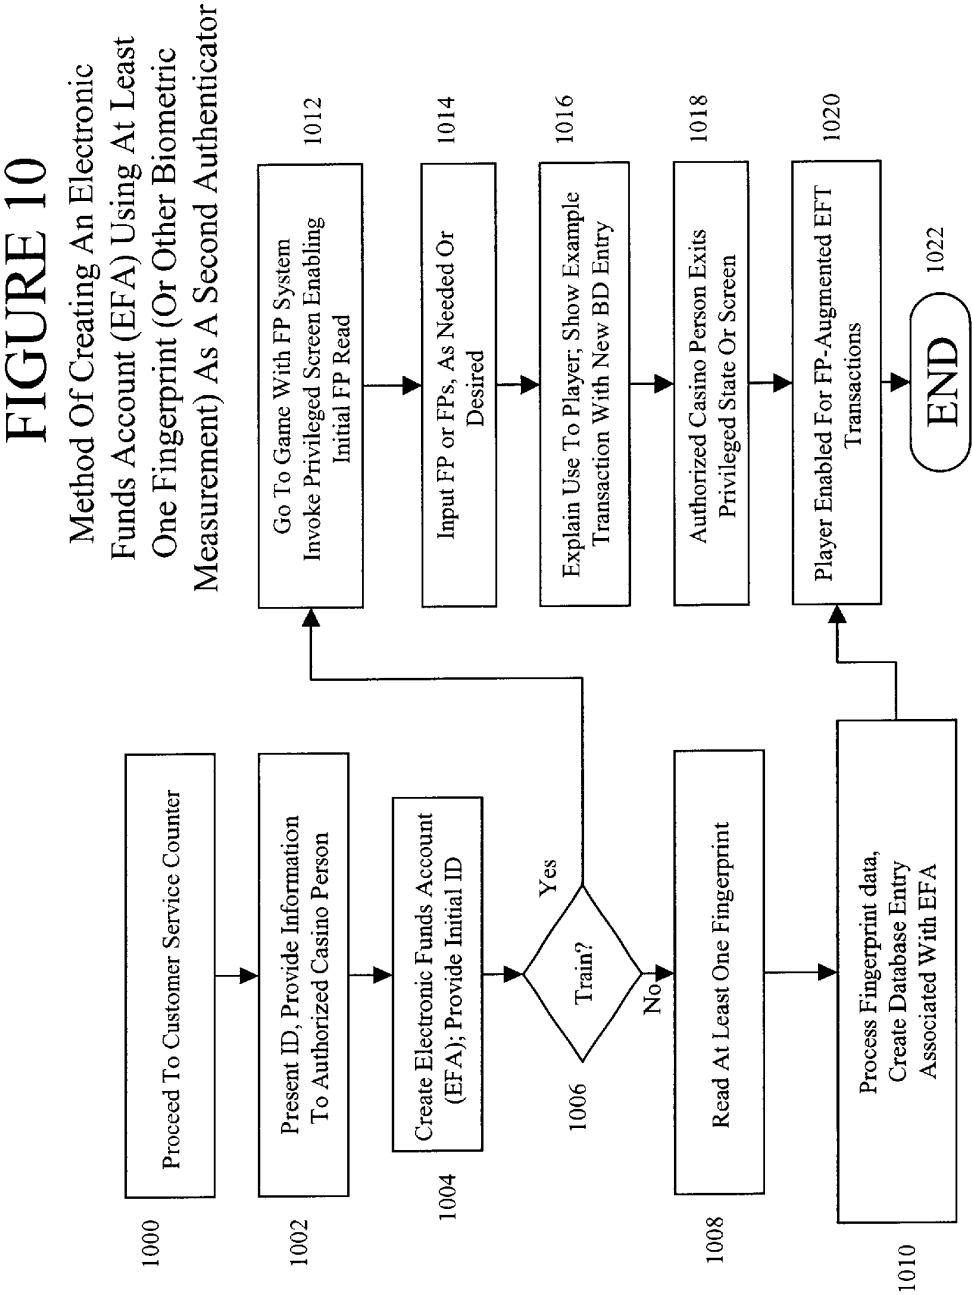 FIGURE 10
Method Of Creating An Electronic
Funds Account (EFA) Using At Least
One Fingerprint (Or Other Biometric
Measurement) As A Second Authenticator
1000
Proceed To Customer Service Counter
1002
Present ID, Provide Information
To Authorized Casino Person
1004
Create Electronic Funds Account
(EFA); Provide Initial ID
1006
Train?
Yes
No
1008
Read At Least One Fingerprint
1010
Process Fingerprint data,
Create Database Entry
Associated With EFA
1012
Go To Game With FP System
Invoke Privileged Screen Enabling
Initial FP Read
1014
Input FP or FPs, As Needed Or
Desired
1016
Explain Use To Player; Show Example
Transaction With New BD Entry
1018
Authorized Casino Person Exits
Privileged State Or Screen
1020
Player Enabled For FP-Augmented EFT
Transactions
END
1022